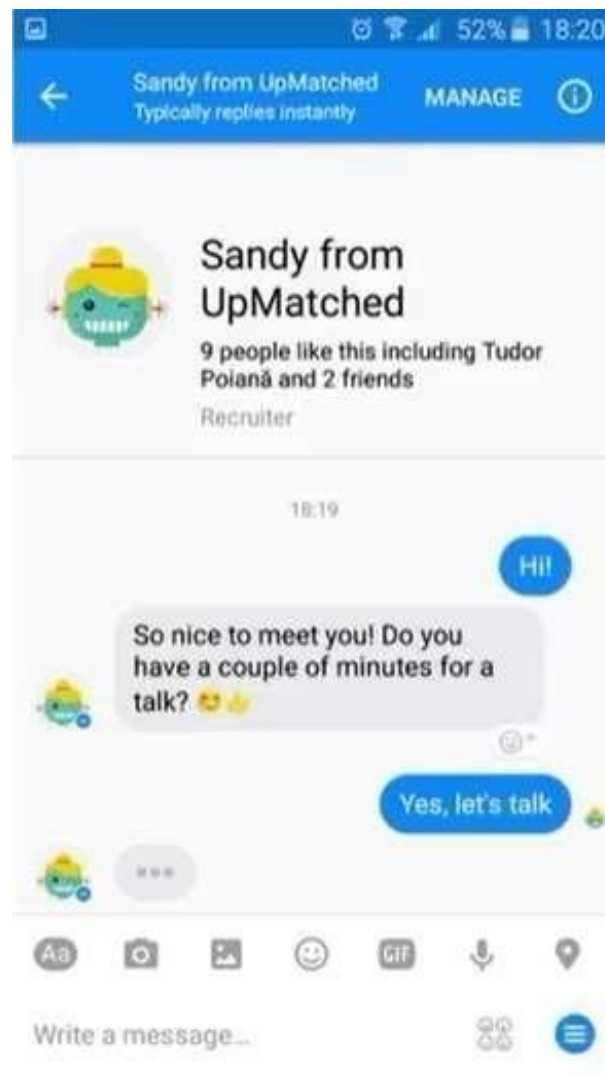 52% 18:20
Sandy from UpMatched
Typically replies instantly
MANAGE
Sandy from
UpMatched
9 people like this including Tudor
Poiană and 2 friends
Recruiter
18:19
Hi!
So nice to meet you! Do you
have a couple of minutes for a
talk?
Yes, let's talk
Aa
GIF
Write a message...